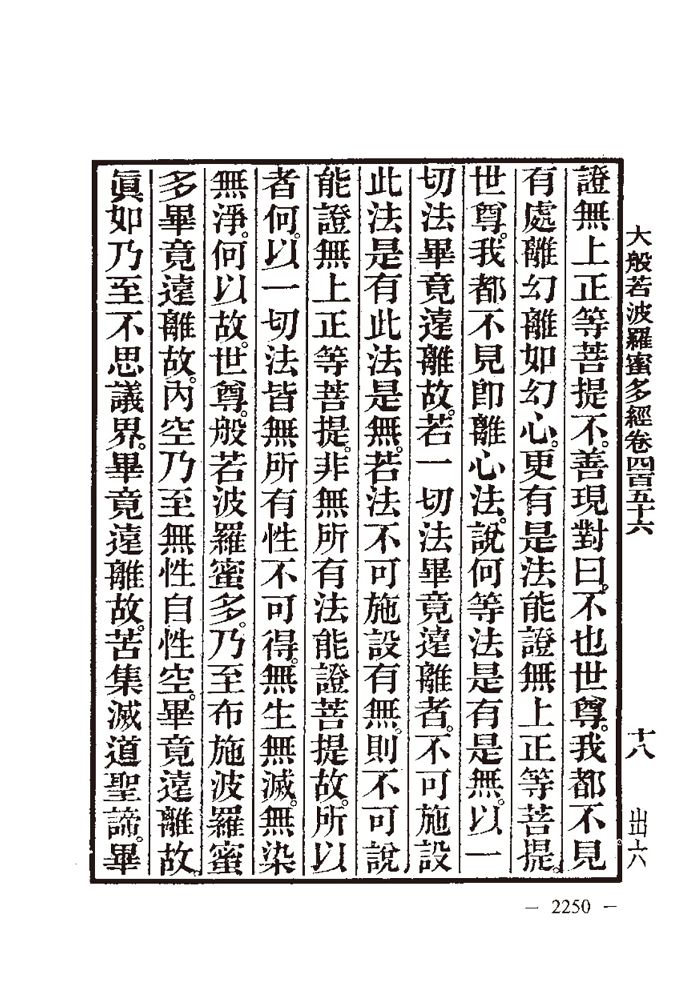 大般若波羅蜜多經卷四百五十六
十八
出六
證無上正等菩提不。善現對曰。不也世尊。我都不見
有處離幻離如幻心。更有是法能證無上正等菩提。
世尊。我都不見即離心法。說何等法是有是無。以一
切法畢竟遠離故。若一切法畢竟遠離者。不可施設
此法是有此法是無。若法不可施設有無。則不可說
能證無上正等菩提。非無所有法能證菩提故。所以
者何。以一切法皆無所有性不可得。無生無滅。無染
無淨。何以故。世尊。般若波羅蜜多。乃至布施波羅蜜
多畢竟遠離故。內空乃至無性自性空。畢竟遠離故
眞如乃至不思議界。畢竟遠離故。苦集滅道聖諦。畢
— 2250 —